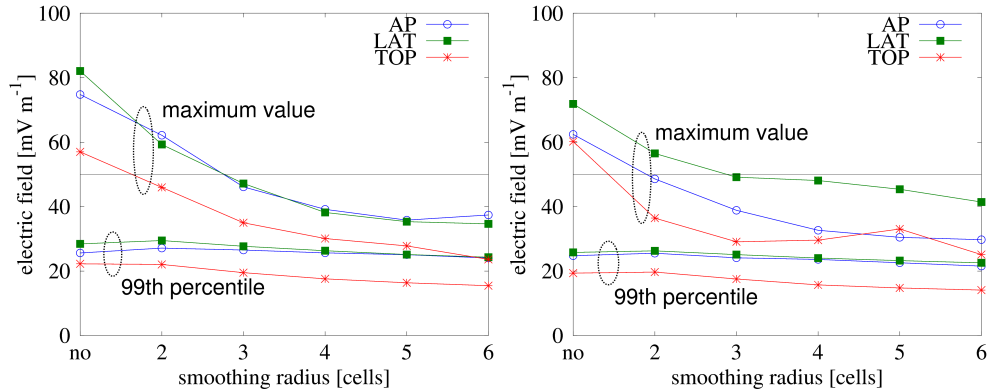 100
80
60
40
20
0
electric field [mV m⁻¹]
AP
LAT
TOP
maximum value
99th percentile
no 2 3 4 5 6
smoothing radius [cells]
100
80
60
40
20
0
electric field [mV m⁻¹]
AP
LAT
TOP
maximum value
99th percentile
no 2 3 4 5 6
smoothing radius [cells]